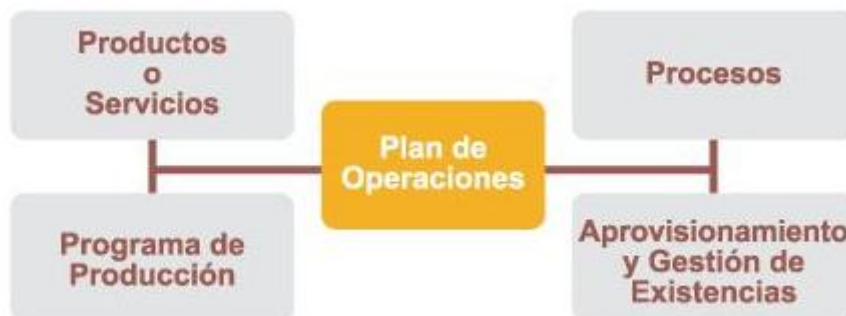 Productos
o
Servicios
Procesos
Plan de
Operaciones
Programa de
Producción
Aprovisionamiento
y Gestión de
Existencias